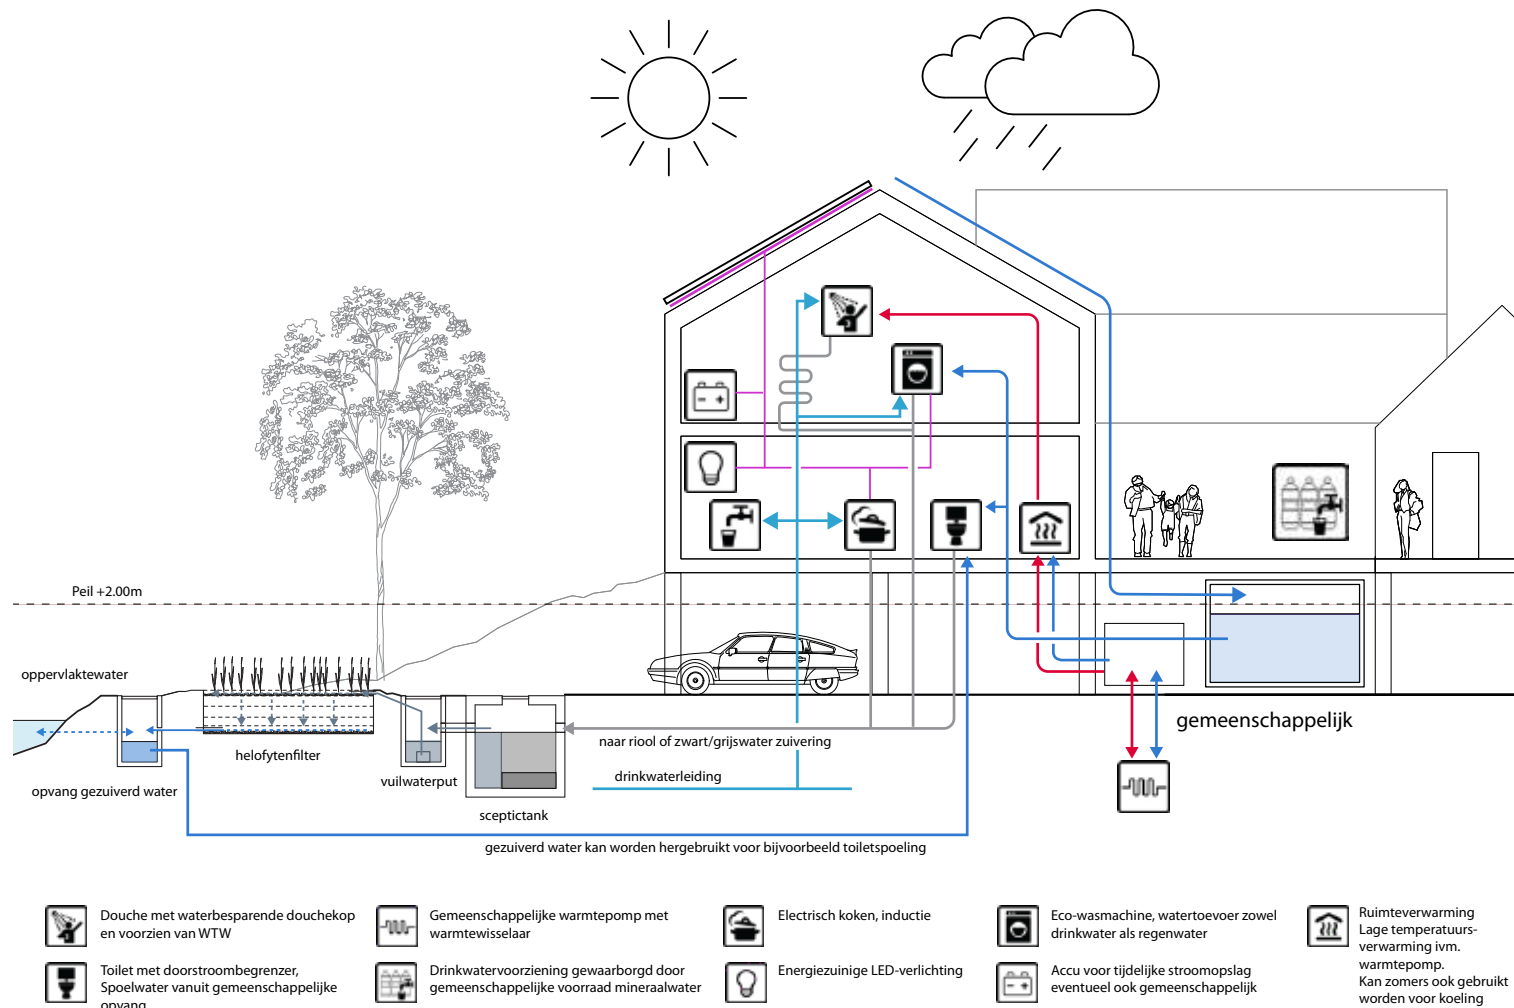 Peil +2.00m
oppervlaktewater
gemeenschappelijk
naar riool of zwart/grijswater zuivering
helofytenfilter
drinkwaterleiding
vuilwaterput
opvang gezuiverd water
sceptictank
gezuiverd water kan worden hergebruikt voor bijvoorbeeld toiletspoeling
Douche met waterbesparende douchekop
en voorzien van WTW
Gemeenschappelijke warmtepomp met
warmtewisselaar
Electrisch koken, inductie
Eco-wasmachine, watertoevoer zowel
drinkwater als regenwater
Ruimteverwarming
Lage temperatuurs-
verwarming ivm.
warmtepomp.
Kan zomers ook gebruikt
worden voor koeling
Toilet met doorstroombegrenzer,
Spoelwater vanuit gemeenschappelijke
opvang
Drinkwatervoorziening gewaarborgd door
gemeenschappelijke voorraad mineraalwater
Energiezuinige LED-verlichting
Accu voor tijdelijke stroomopslag
eventueel ook gemeenschappelijk